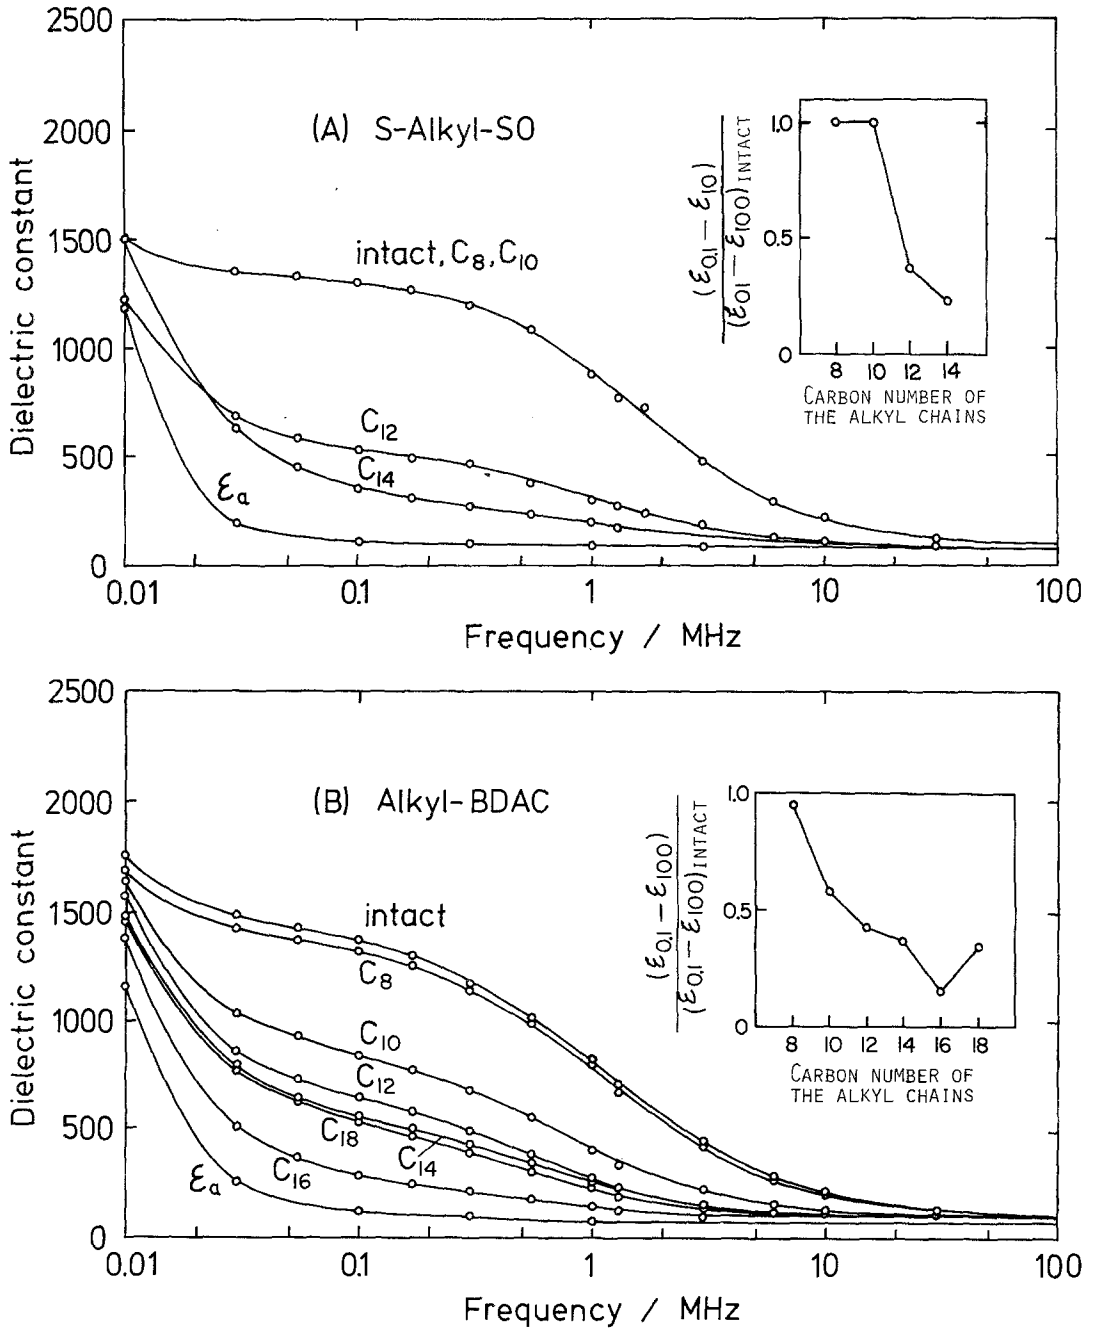 2500
2000
1500
1000
500
0
Dielectric constant
(A) S-Alkyl-SO
intact, C8, C10
C12
C14
εa
0.01 0.1 1 10 100
Frequency / MHz
(ε0.1 – ε10)
(ε0.1 – ε100) INTACT
1.0
0.5
0
8 10 12 14
CARBON NUMBER OF
THE ALKYL CHAINS
2500
2000
1500
1000
500
0
Dielectric constant
(B) Alkyl-BDAC
intact
C8
C10
C12
C18
C14
C16
εa
0.01 0.1 1 10 100
Frequency / MHz
(ε0.1 – ε100)
(ε0.1 – ε100) INTACT
1.0
0.5
0
8 10 12 14 16 18
CARBON NUMBER OF
THE ALKYL CHAINS